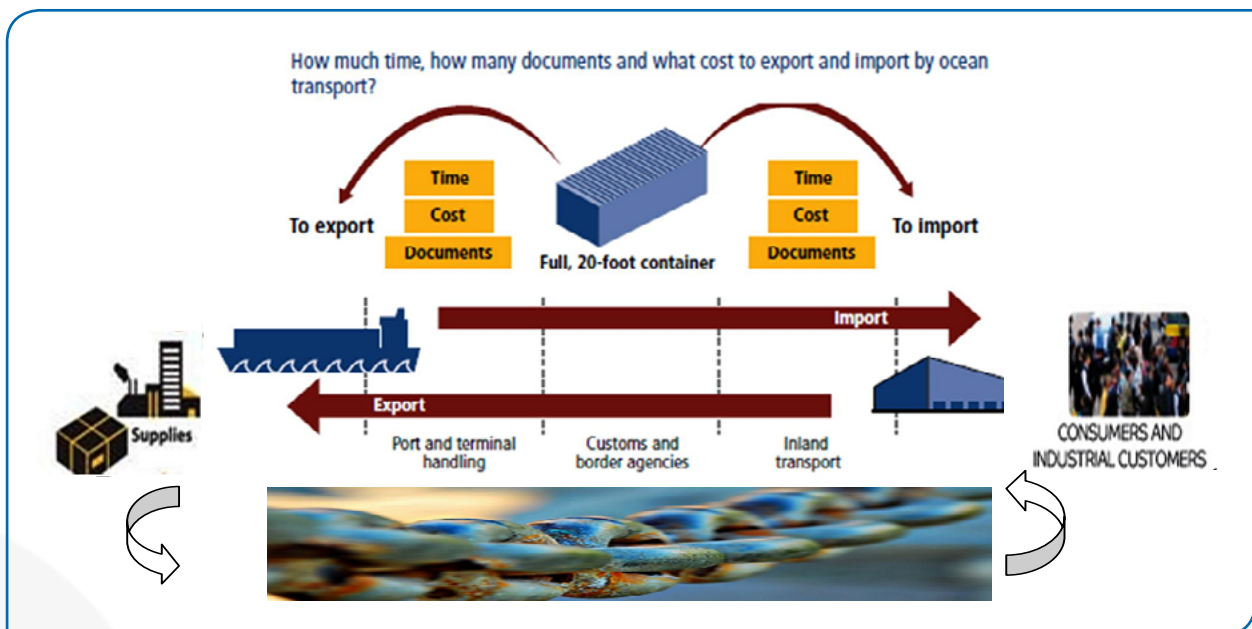 How much time, how many documents and what cost to export and import by ocean
transport?
Time
Cost
Documents
To export
Full, 20-foot container
Time
Cost
Documents
To import
Import
Export
Supplies
Port and terminal
handling
Customs and
border agencies
Inland
transport
CONSUMERS AND
INDUSTRIAL CUSTOMERS